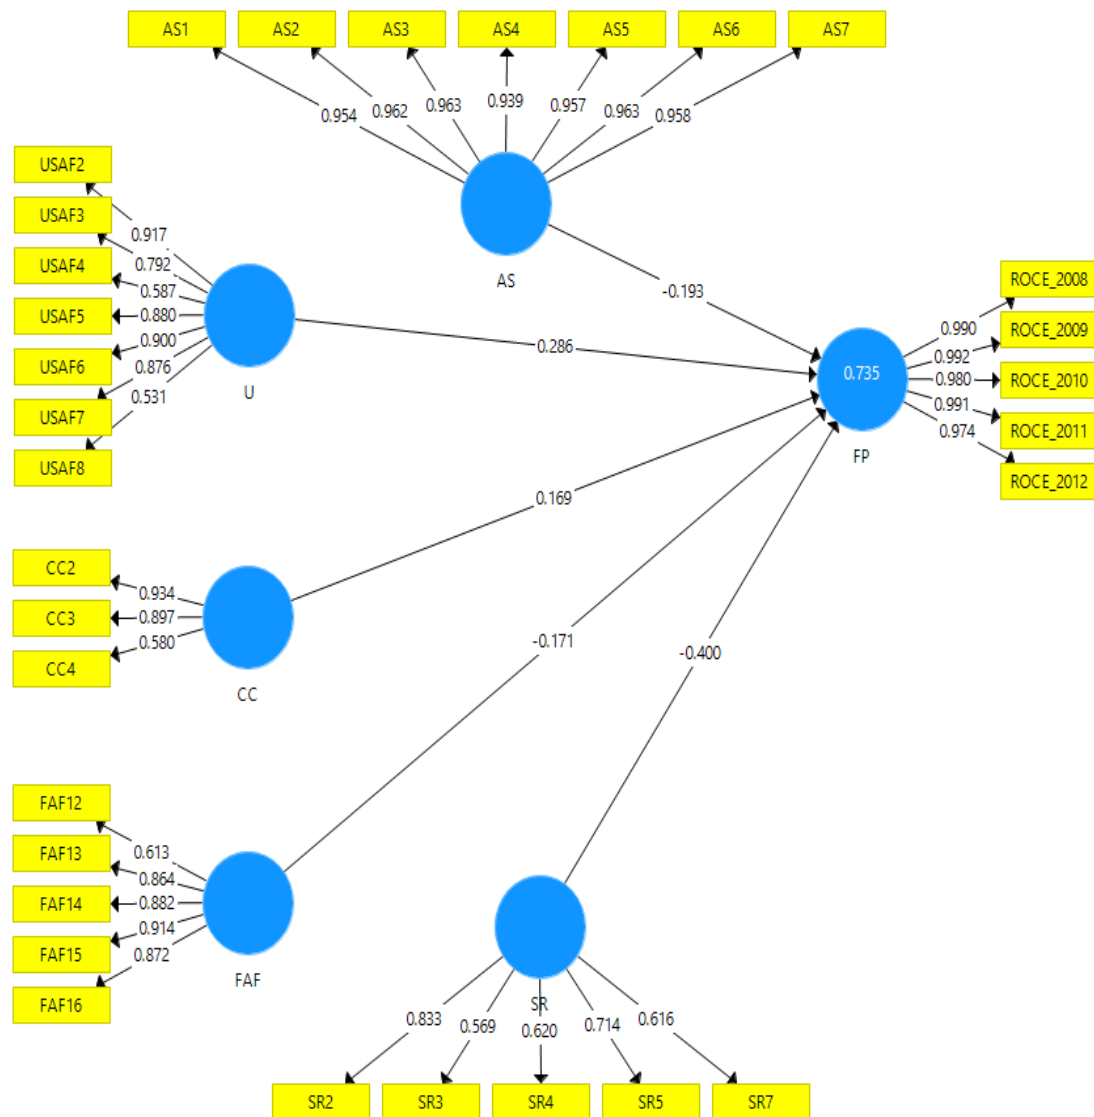 AS1 AS2 AS3 AS4 AS5 AS6 AS7
0.954 0.962 0.963 0.939 0.957 0.963 0.958
AS
USAF2
USAF3
USAF4
USAF5
USAF6
USAF7
USAF8
0.917
0.792
0.587
0.880
0.900
0.876
0.531
U
-0.193
0.286
0.169
-0.171
-0.400
0.735
FP
0.990
0.992
0.980
0.991
0.974
ROCE_2008
ROCE_2009
ROCE_2010
ROCE_2011
ROCE_2012
CC2
CC3
CC4
0.934
0.897
0.580
CC
FAF12
FAF13
FAF14
FAF15
FAF16
0.613
0.864
0.882
0.914
0.872
FAF
SR
0.833 0.569 0.620 0.714 0.616
SR2 SR3 SR4 SR5 SR7